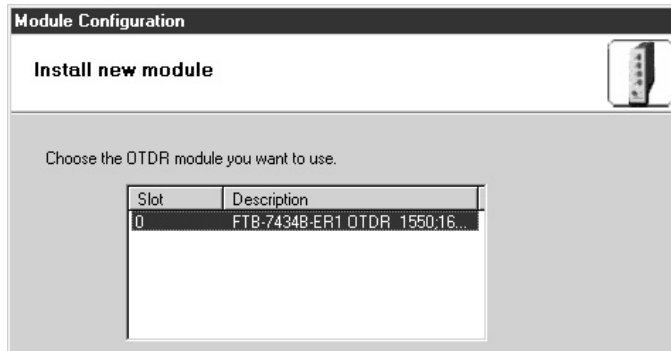 Module Configuration
Install new module
Choose the OTDR module you want to use.
Slot Description
0 FTB-7434B-ER1 OTDR 1550;16...